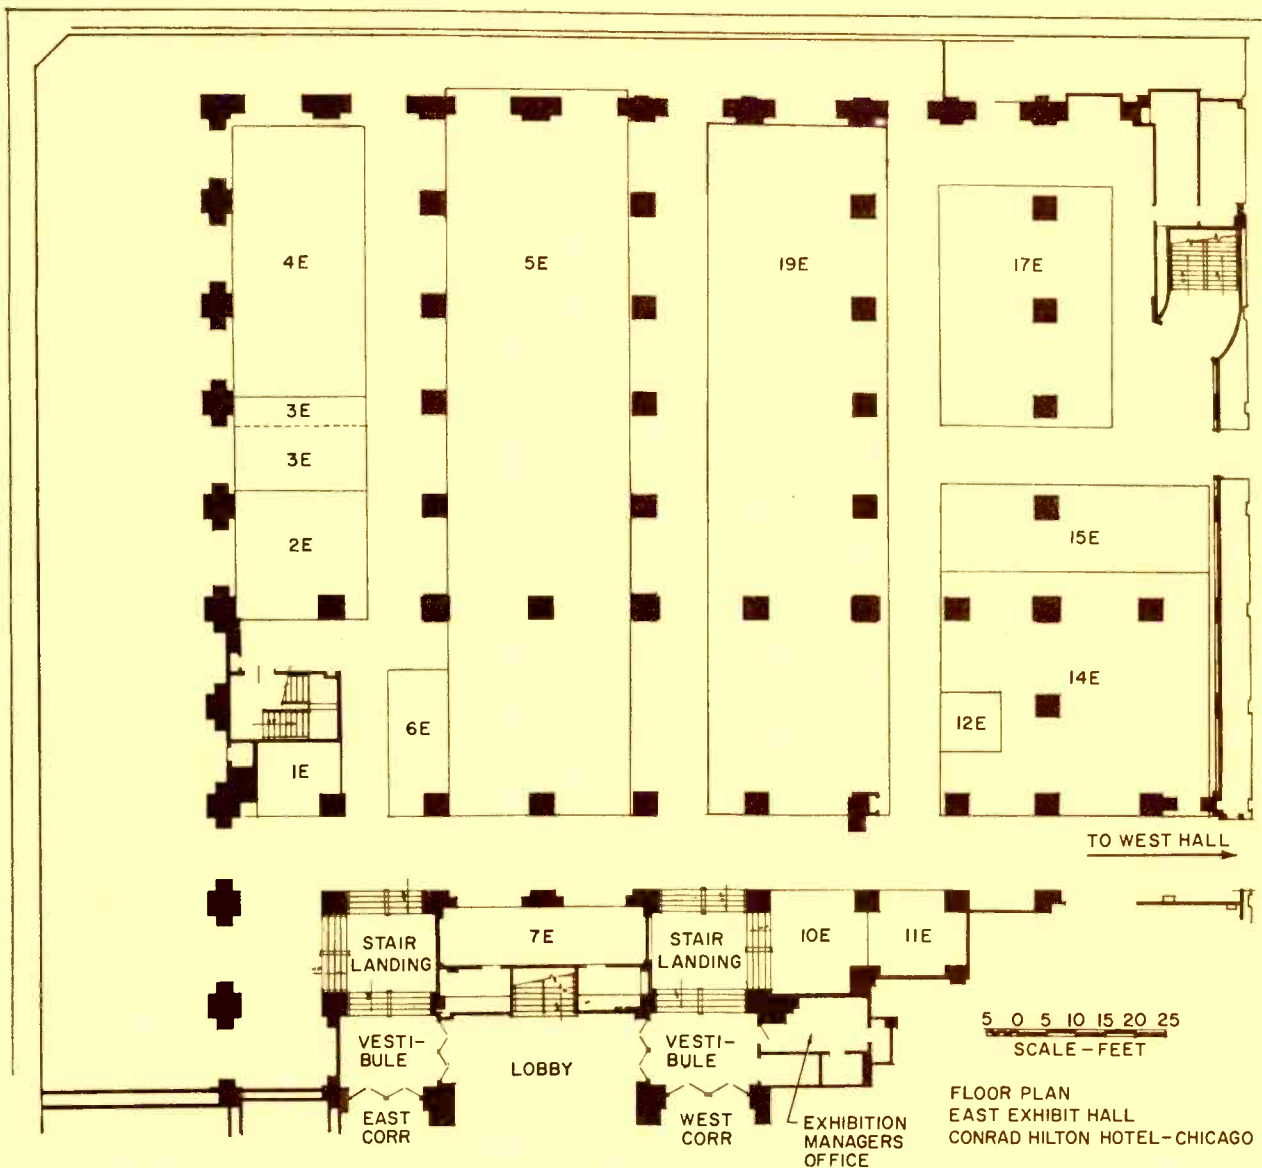 4E
5E
19E
17E
3E
3E
2E
15E
6E
14E
12E
1E
TO WEST HALL
STAIR
LANDING
7E
STAIR
LANDING
10E
11E
VESTI-
BULE
LOBBY
VESTI-
BULE
5 0 5 10 15 20 25
SCALE-FEET
EAST
CORR
WEST
CORR
EXHIBITION
MANAGERS
OFFICE
FLOOR PLAN
EAST EXHIBIT HALL
CONRAD HILTON HOTEL-CHICAGO